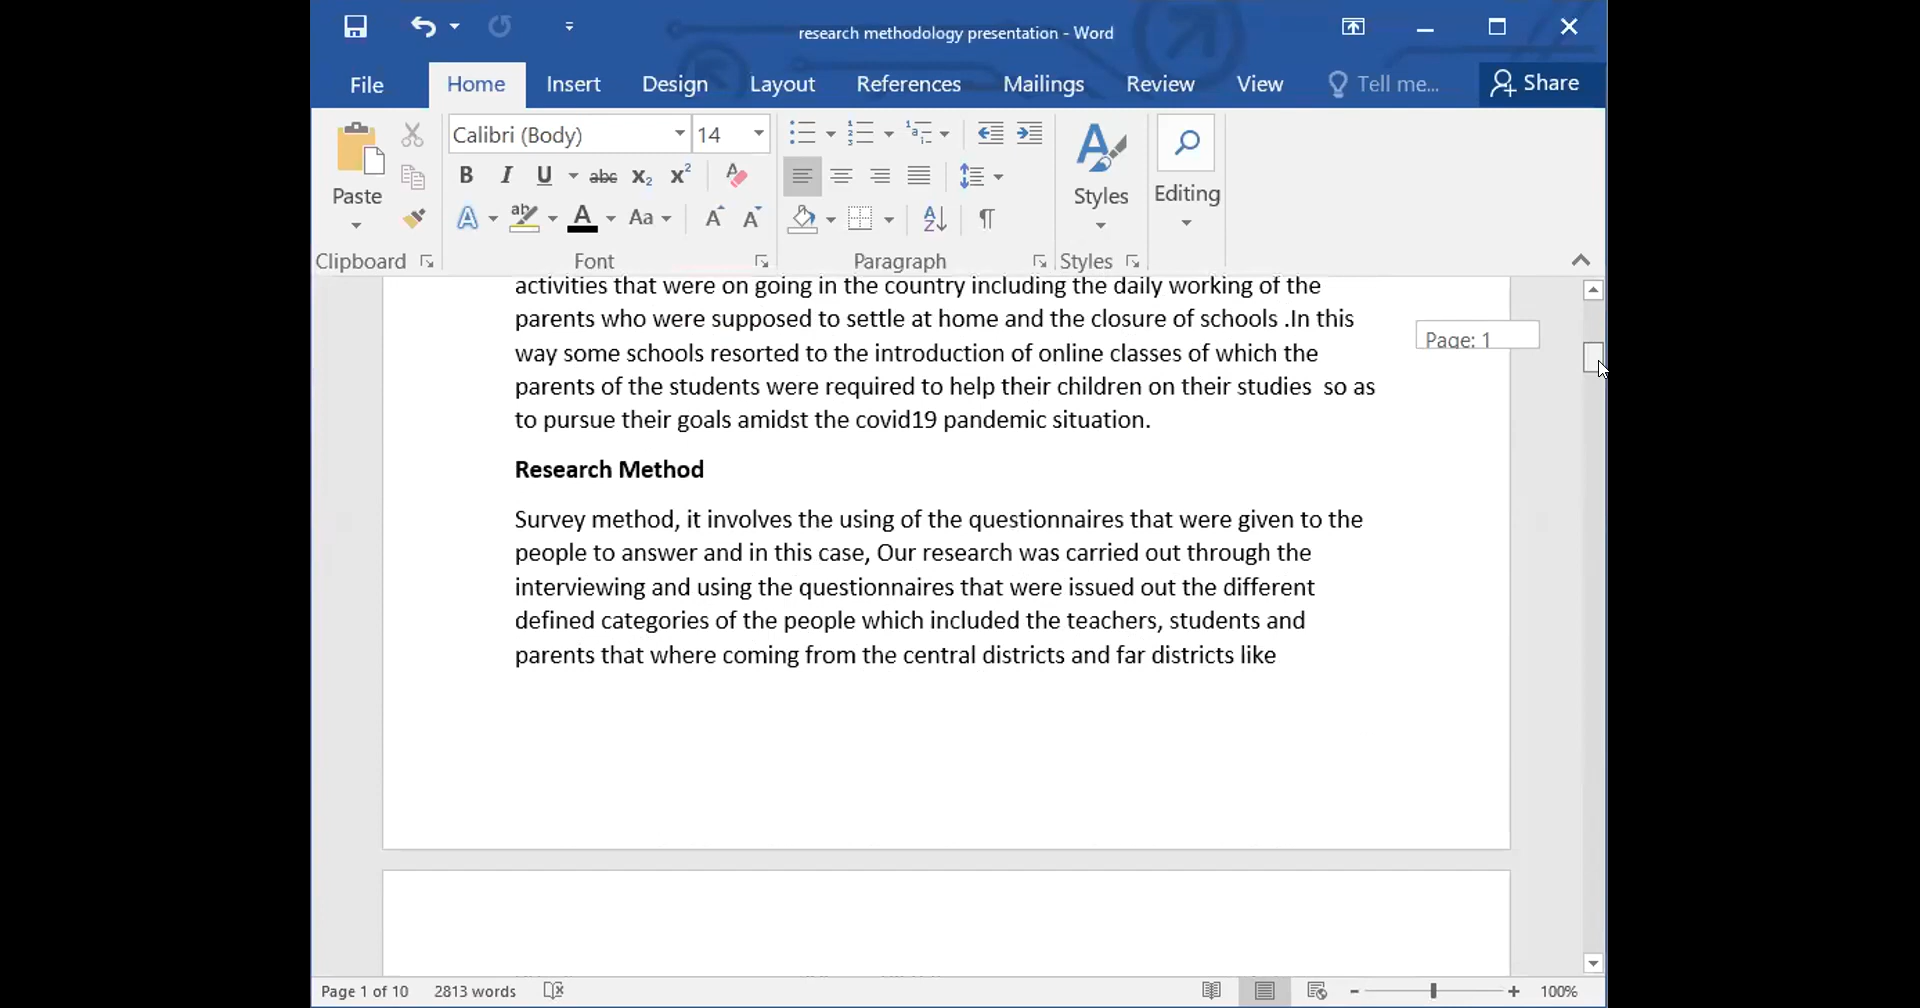 research methodology presentation - Word
File Home Insert Design Layout References Mailings Review View Tell me... Share
Calibri (Body) 14
Paste
Styles
Editing
Clipboard Font Paragraph Styles
activities that were on going in the country including the daily working of the
parents who were supposed to settle at home and the closure of schools .In this
way some schools resorted to the introduction of online classes of which the
parents of the students were required to help their children on their studies  so as
to pursue their goals amidst the covid19 pandemic situation.
Page: 1
Research Method
Survey method, it involves the using of the questionnaires that were given to the
people to answer and in this case, Our research was carried out through the
interviewing and using the questionnaires that were issued out the different
defined categories of the people which included the teachers, students and
parents that where coming from the central districts and far districts like
Page 1 of 10 2813 words 100%